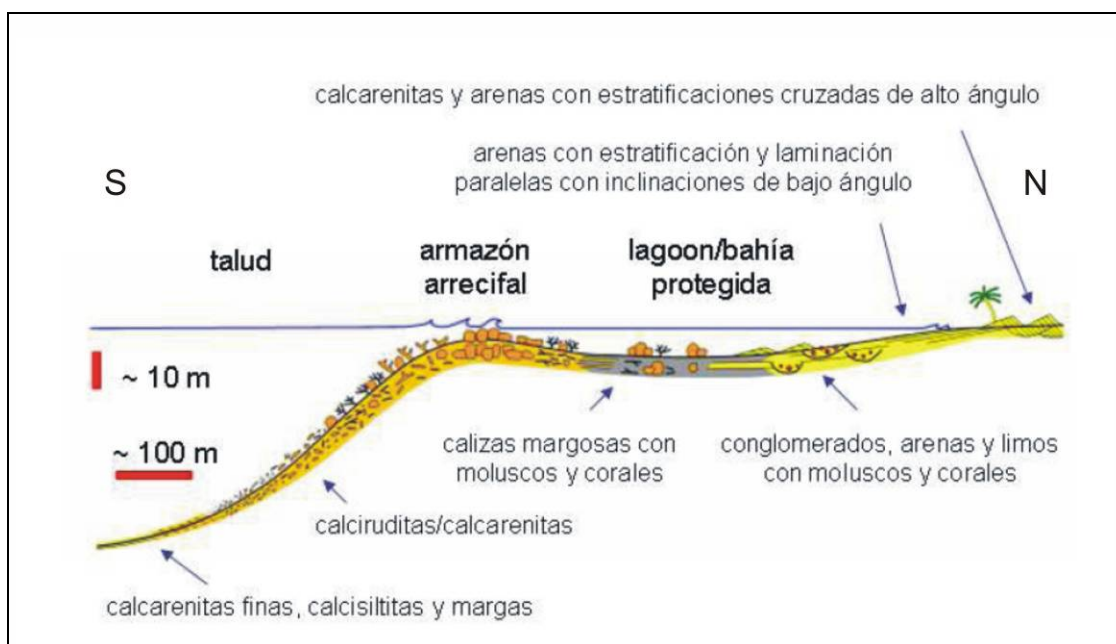 calcarenitas y arenas con estratificaciones cruzadas de alto ángulo
arenas con estratificación y laminación
paralelas con inclinaciones de bajo ángulo
S
N
talud
armazón
arrecifal
lagoon/bahía
protegida
~ 10 m
~ 100 m
calizas margosas con
moluscos y corales
conglomerados, arenas y limos
con moluscos y corales
calciruditas/calcarenitas
calcarenitas finas, calcisiltitas y margas